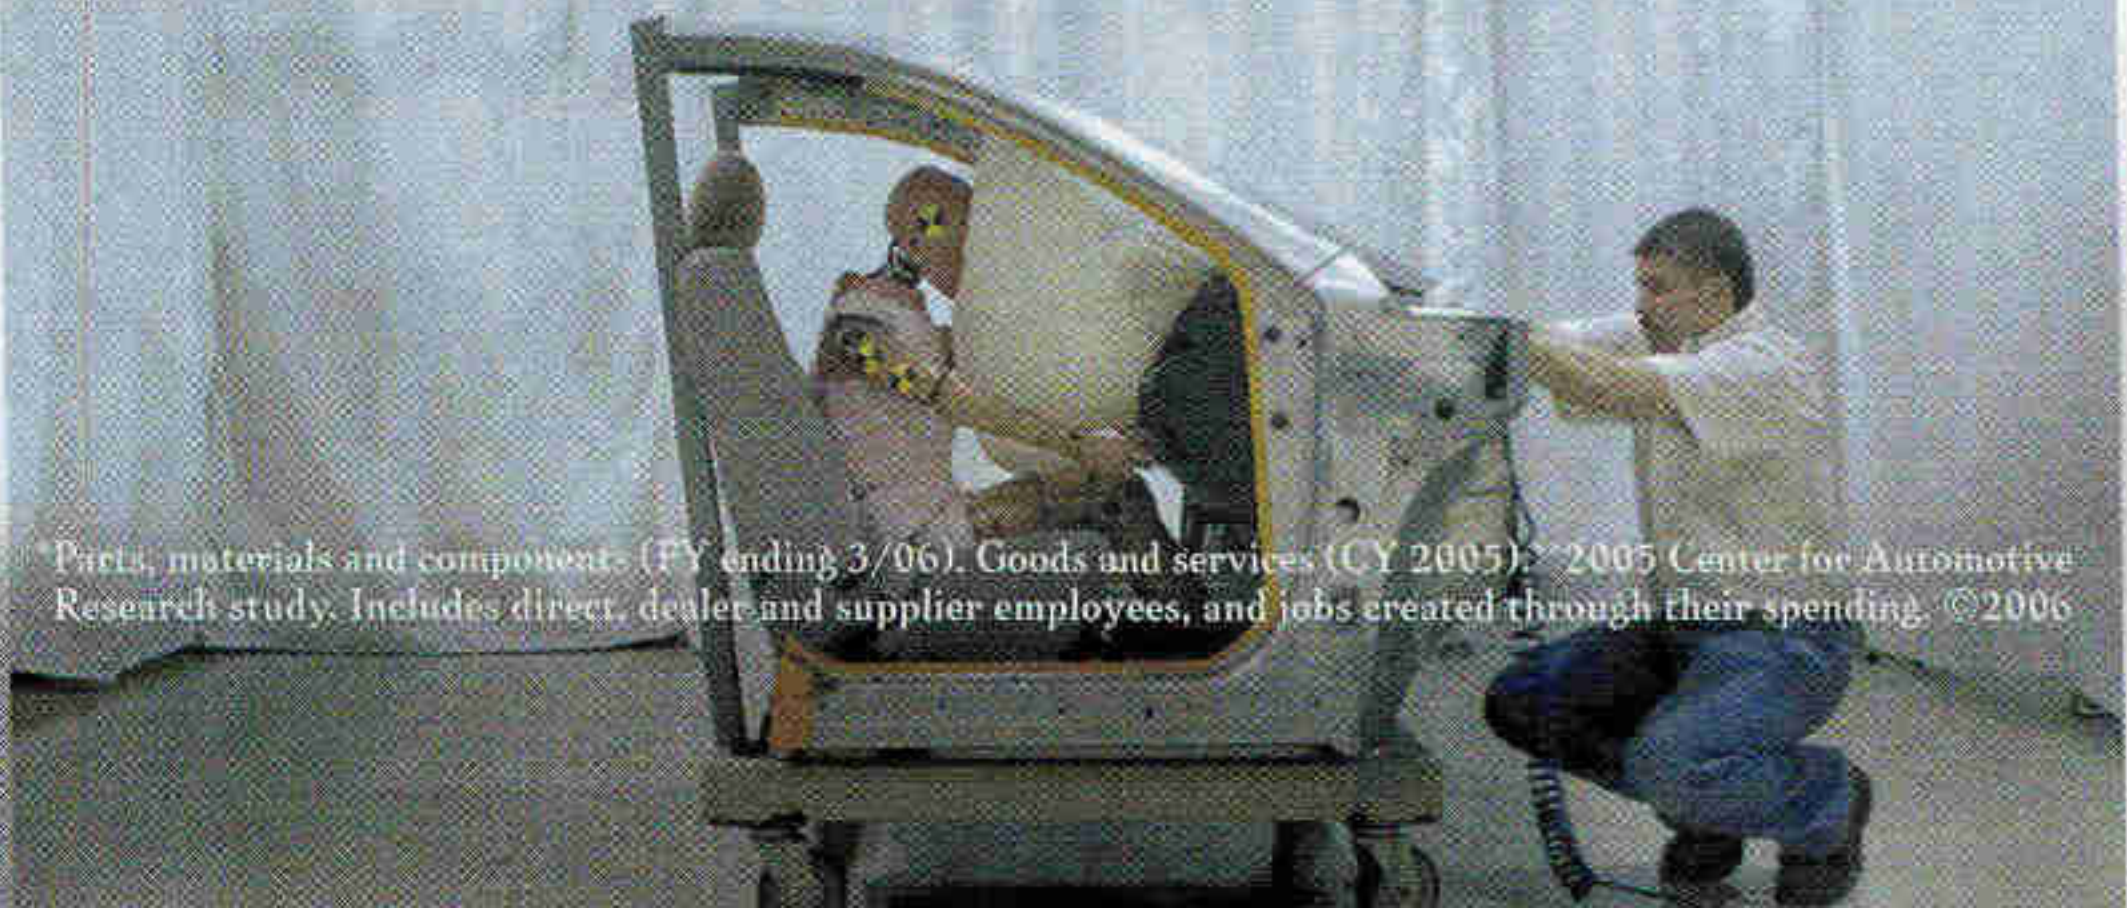 *Parts, materials and components (FY ending 3/06). Goods and services (CY 2005). 2005 Center for Automotive
Research study. Includes direct, dealer and supplier employees, and jobs created through their spending. ©2006